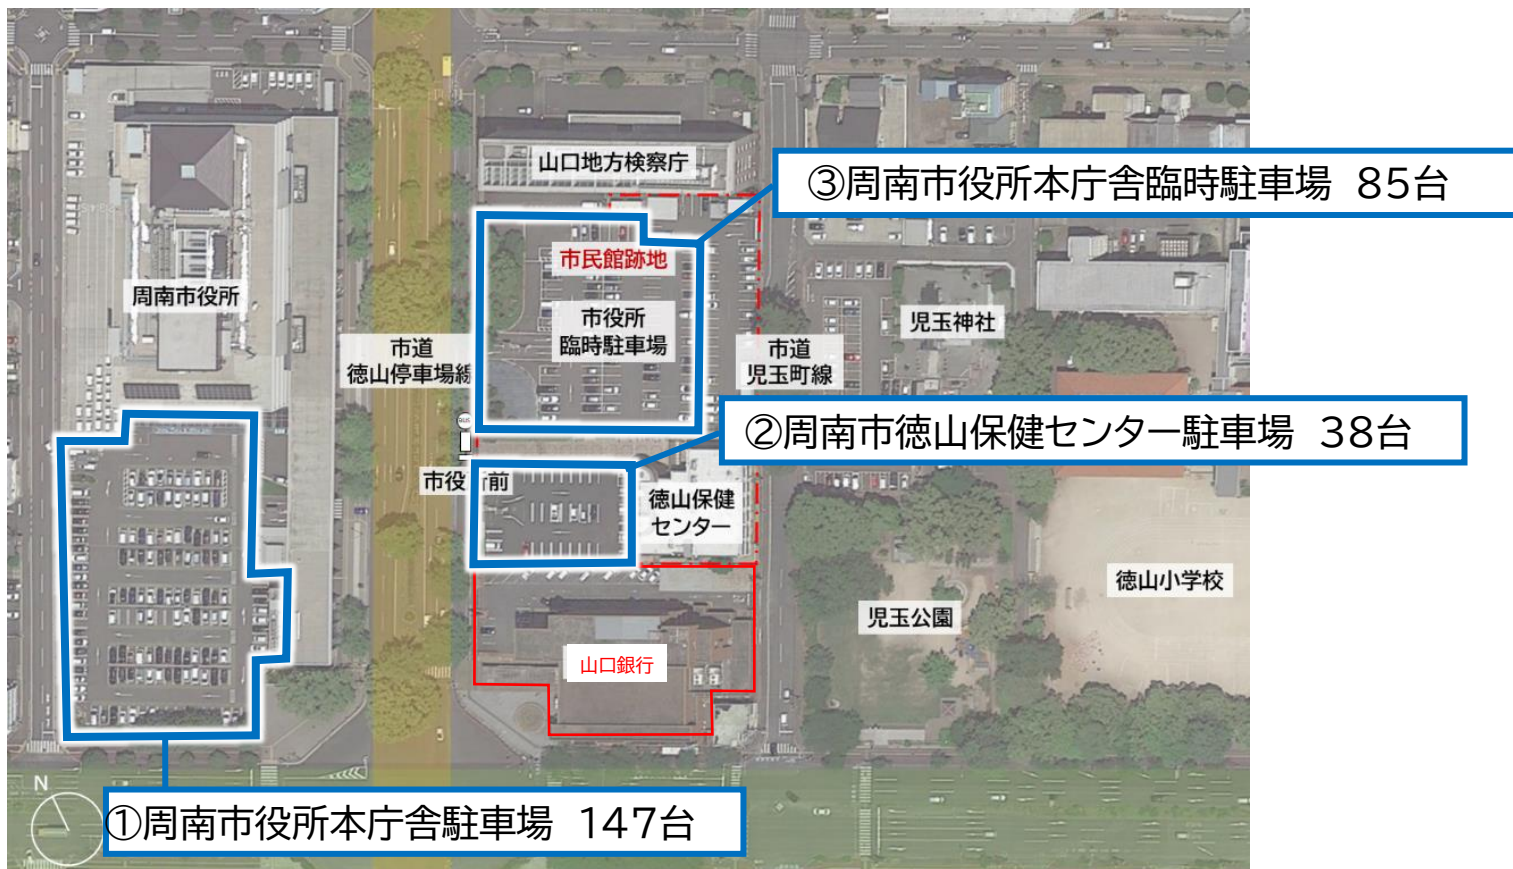 山口地方検察庁
③周南市役所本庁舎臨時駐車場 85台
市民館跡地
周南市役所
市役所
臨時駐車場
児玉神社
市道
徳山停車場線
市道
児玉町線
②周南市徳山保健センター駐車場 38台
BUS
市役所前
徳山保健
センター
徳山小学校
児玉公園
山口銀行
N
①周南市役所本庁舎駐車場 147台